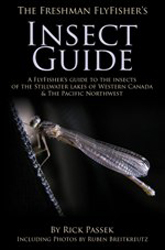 The Freshman FlyFisher's
Insect
Guide
A FlyFisher's guide to the insects
of the Stillwater lakes of Western Canada
& The Pacific Northwest
By Rick Passek
Including Photos by Ruben Breitkreutz